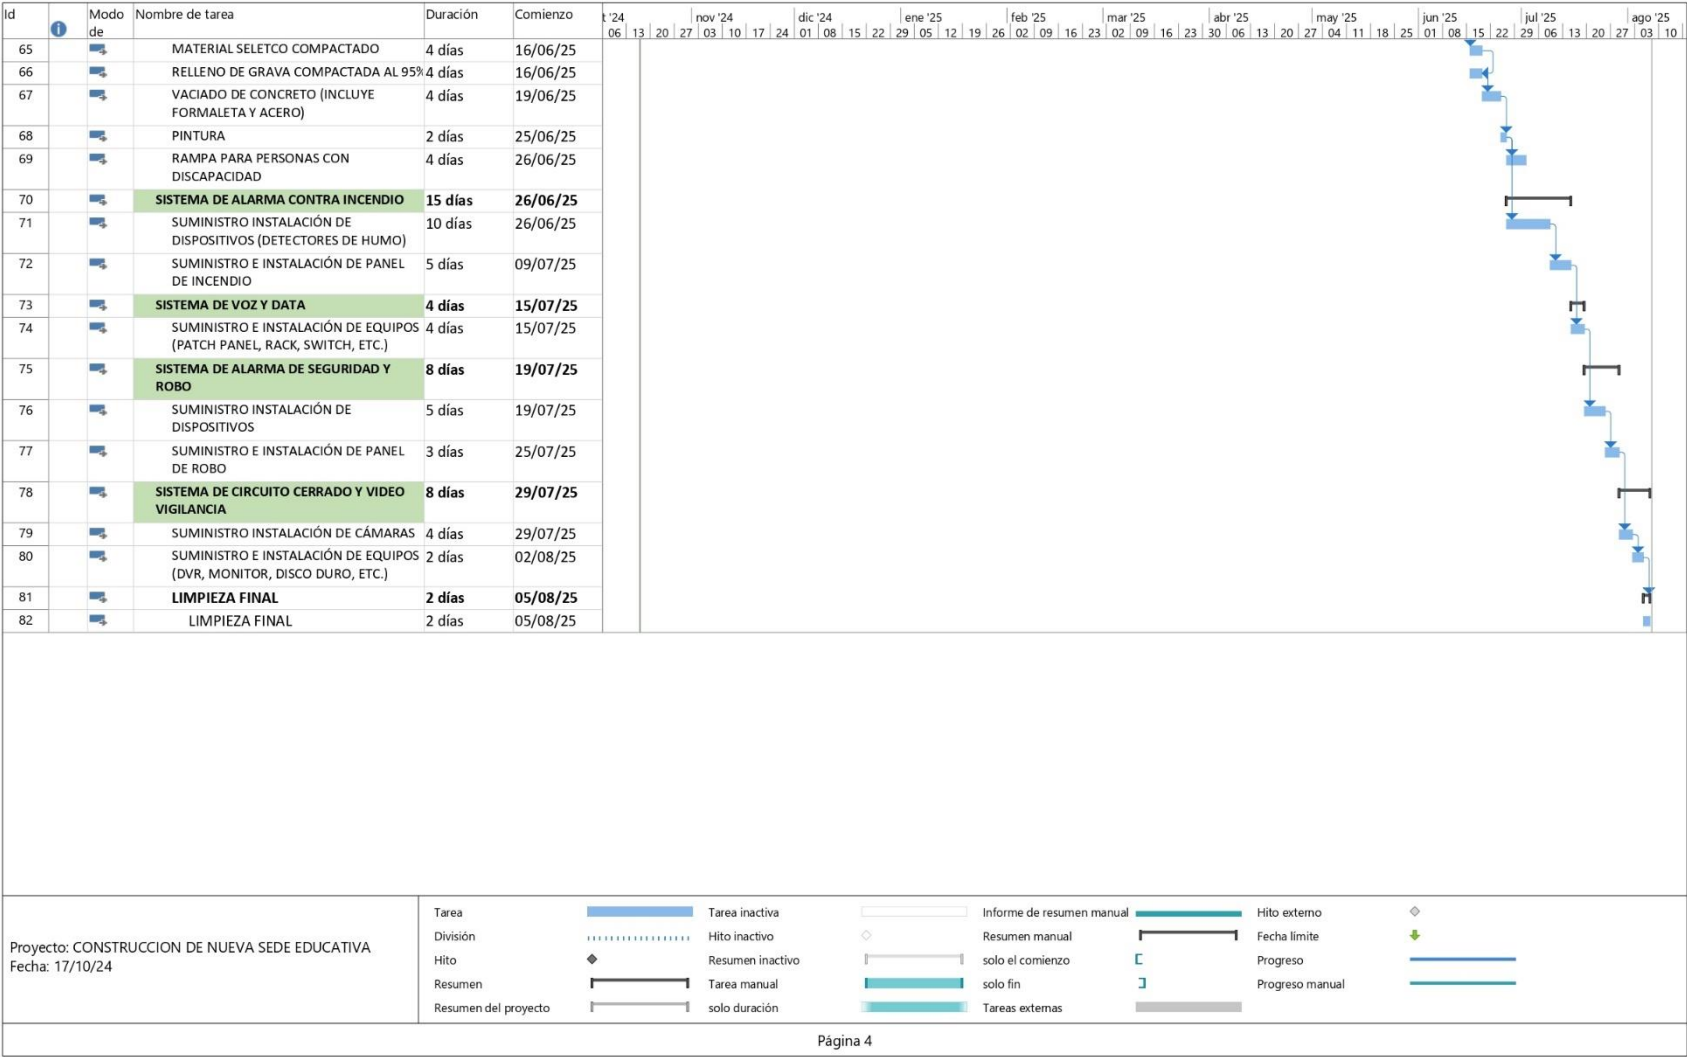 Id Modo de Nombre de tarea Duración Comienzo
t '24 nov '24 dic '24 ene '25 feb '25 mar '25 abr '25 may '25 jun '25 jul '25 ago '25
06 13 20 27 03 10 17 24 01 08 15 22 29 05 12 19 26 02 09 16 23 02 09 16 23 30 06 13 20 27 04 11 18 25 01 08 15 22 29 06 13 20 27 03 10
65 MATERIAL SELETCO COMPACTADO 4 días 16/06/25
66 RELLENO DE GRAVA COMPACTADA AL 95% 4 días 16/06/25
67 VACIADO DE CONCRETO (INCLUYE 4 días 19/06/25
FORMALETA Y ACERO)
68 PINTURA 2 días 25/06/25
69 RAMPA PARA PERSONAS CON 4 días 26/06/25
DISCAPACIDAD
70 SISTEMA DE ALARMA CONTRA INCENDIO 15 días 26/06/25
71 SUMINISTRO INSTALACIÓN DE 10 días 26/06/25
DISPOSITIVOS (DETECTORES DE HUMO)
72 SUMINISTRO E INSTALACIÓN DE PANEL 5 días 09/07/25
DE INCENDIO
73 SISTEMA DE VOZ Y DATA 4 días 15/07/25
74 SUMINISTRO E INSTALACIÓN DE EQUIPOS 4 días 15/07/25
(PATCH PANEL, RACK, SWITCH, ETC.)
75 SISTEMA DE ALARMA DE SEGURIDAD Y 8 días 19/07/25
ROBO
76 SUMINISTRO INSTALACIÓN DE 5 días 19/07/25
DISPOSITIVOS
77 SUMINISTRO E INSTALACIÓN DE PANEL 3 días 25/07/25
DE ROBO
78 SISTEMA DE CIRCUITO CERRADO Y VIDEO 8 días 29/07/25
VIGILANCIA
79 SUMINISTRO INSTALACIÓN DE CÁMARAS 4 días 29/07/25
80 SUMINISTRO E INSTALACIÓN DE EQUIPOS 2 días 02/08/25
(DVR, MONITOR, DISCO DURO, ETC.)
81 LIMPIEZA FINAL 2 días 05/08/25
82 LIMPIEZA FINAL 2 días 05/08/25
Proyecto: CONSTRUCCION DE NUEVA SEDE EDUCATIVA
Fecha: 17/10/24
Tarea Tarea inactiva Informe de resumen manual Hito externo
División Hito inactivo Resumen manual Fecha límite
Hito Resumen inactivo solo el comienzo Progreso
Resumen Tarea manual solo fin Progreso manual
Resumen del proyecto solo duración Tareas externas
Página 4